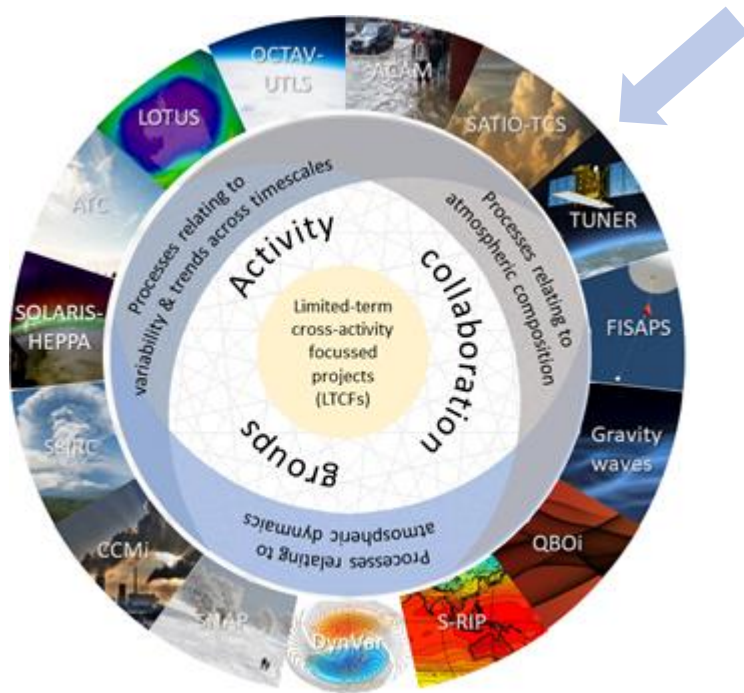 OCTAV-
UTLS
ACAM
SATIO-TCS
TUNER
FISAPS
Gravity
waves
QBOi
S-RIP
DynVar
SNAP
CCMi
SSiRC
SOLARIS-
HEPPA
ATC
LOTUS
Processes relating to
variability & trends across timescales
Processes relating to
atmospheric composition
Processes relating to
atmospheric dynmaics
Activity
collaboration
groups
Limited-term
cross-activity
focussed
projects
(LTCFs)